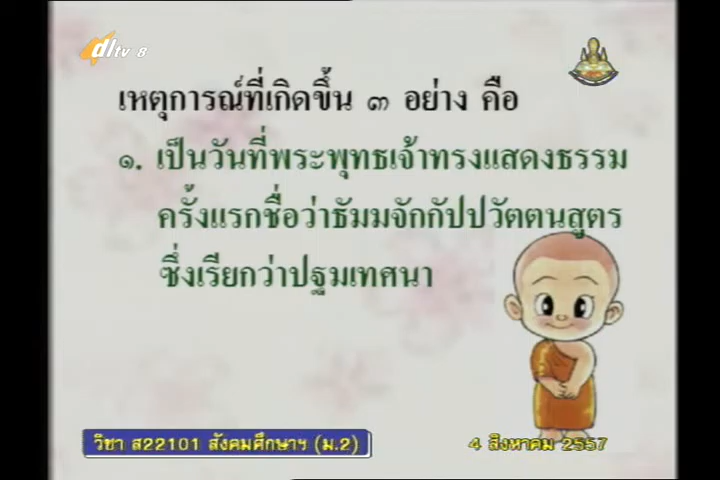 dltv 8
เหตุการณ์ที่เกิดขึ้น ๓ อย่าง คือ
๑. เป็นวันที่พระพุทธเจ้าทรงแสดงธรรม
ครั้งแรกชื่อว่าธัมมจักกัปปวัตตนสูตร
ซึ่งเรียกว่าปฐมเทศนา
วิชา ส22101 สังคมศึกษาฯ (ม.2)
4 สิงหาคม 2557